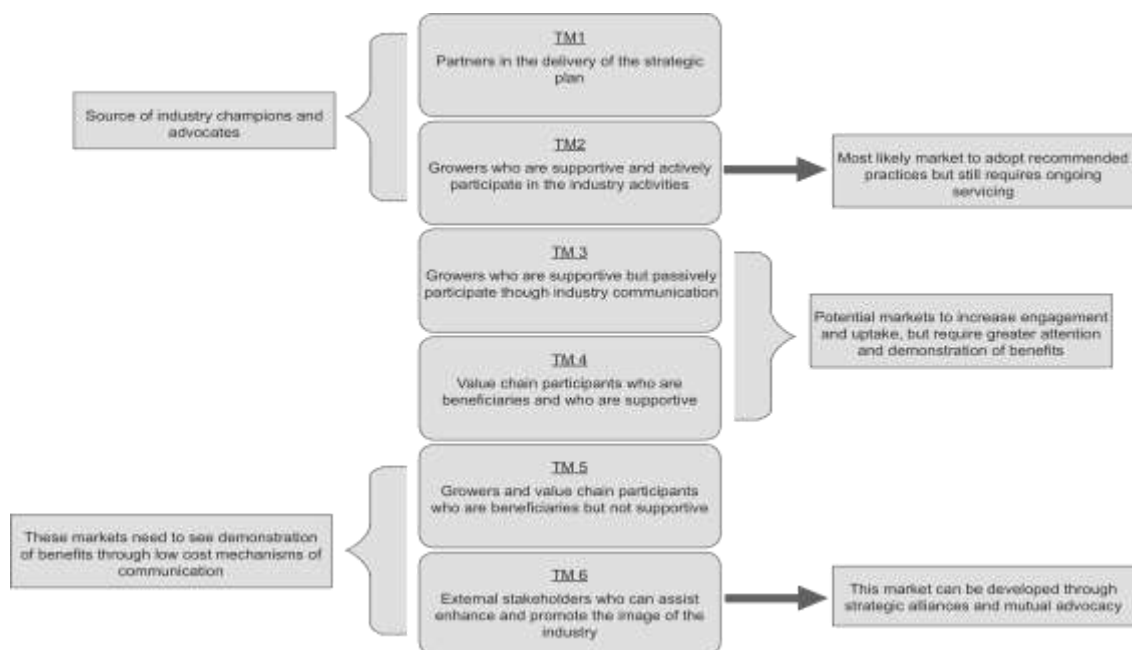 TM1
Partners in the delivery of the strategic
plan
Source of industry champions and
advocates
TM2
Growers who are supportive and actively
participate in the industry activities
Most likely market to adopt recommended
practices but still requires ongoing
servicing
TM 3
Growers who are supportive but passively
participate though industry communication
Potential markets to increase engagement
and uptake, but require greater attention
and demonstration of benefits
TM 4
Value chain participants who are
beneficiaries and who are supportive
TM 5
Growers and value chain participants
who are beneficiaries but not supportive
These markets need to see demonstration
of benefits through low cost mechanisms of
communication
TM 6
External stakeholders who can assist
enhance and promote the image of the
industry
This market can be developed through
strategic alliances and mutual advocacy